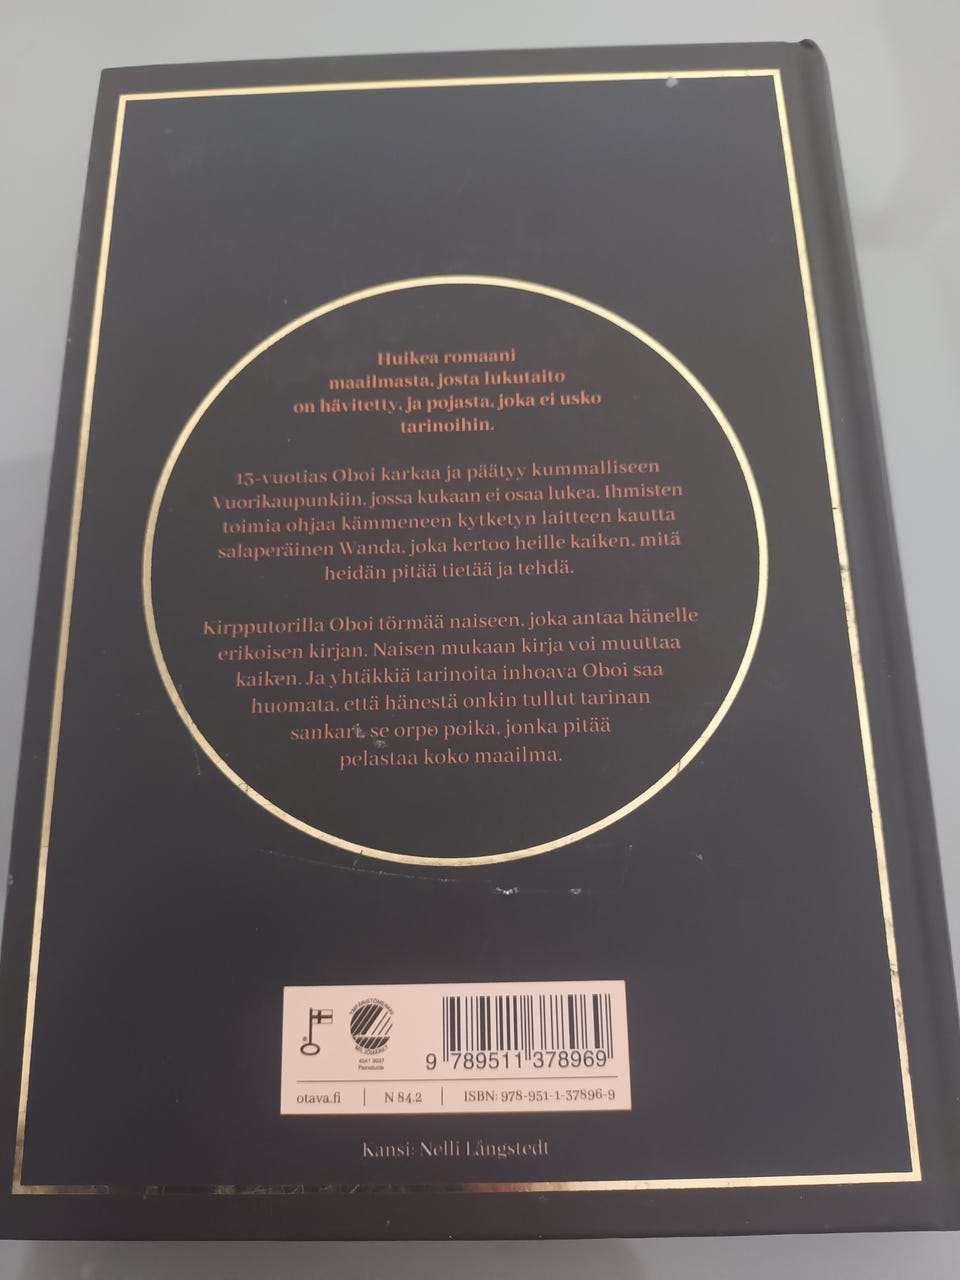 Huikea romaani
maailmasta, josta lukutaito
on hävitetty, ja pojasta, joka ei usko
tarinoihin.
13-vuotias Oboi karkaa ja päätyy kummalliseen
Vuorikaupunkiin, jossa kukaan ei osaa lukea. Ihmisten
toimia ohjaa kämmeneen kytketyn laitteen kautta
salaperäinen Wanda, joka kertoo heille kaiken, mitä
heidän pitää tietää ja tehdä.
Kirpputorilla Oboi törmää naiseen, joka antaa hänelle
erikoisen kirjan. Naisen mukaan kirja voi muuttaa
kaiken. Ja yhtäkkiä tarinoita inhoava Oboi saa
huomata, että hänestä onkin tullut tarinan
sankari, se orpo poika, jonka pitää
pelastaa koko maailma.
YMPÄRISTÖMERKKI
MILJÖMÄRKT
4041 0037
Painotuote
9 789511 378969
otava.fi | N 84.2 | ISBN: 978-951-1-37896-9
Kansi: Nelli Långstedt